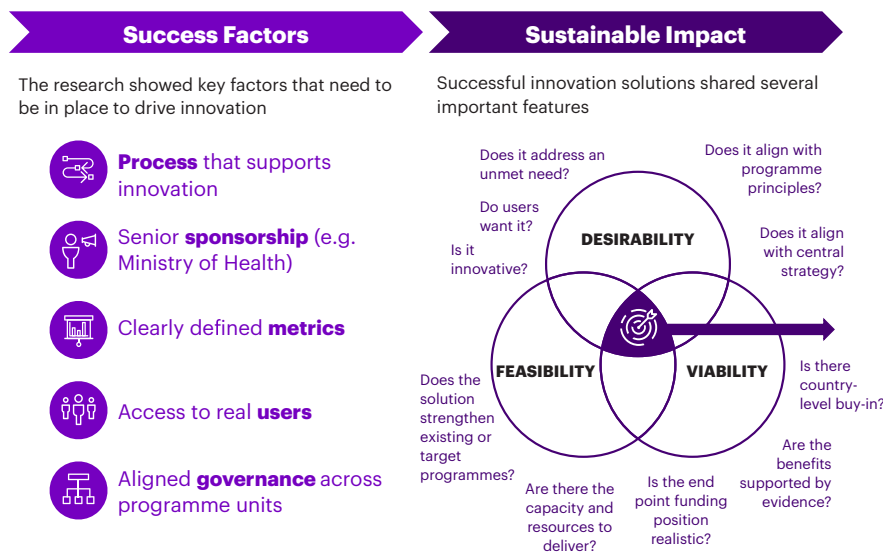 Success Factors
The research showed key factors that need to
be in place to drive innovation
Process that supports
innovation
Senior sponsorship (e.g.
Ministry of Health)
Clearly defined metrics
Access to real users
Aligned governance across
programme units
Sustainable Impact
Successful innovation solutions shared several
important features
Does it address an
unmet need?
Do users
want it?
Is it
innovative?
DESIRABILITY
Does it align with
programme
principles?
Does it align
with central
strategy?
FEASIBILITY
VIABILITY
Does the
solution
strengthen
existing or
target
programmes?
Are there the
capacity and
resources to
deliver?
Is the end
point funding
position
realistic?
Is there
country-
level buy-in?
Are the
benefits
supported by
evidence?